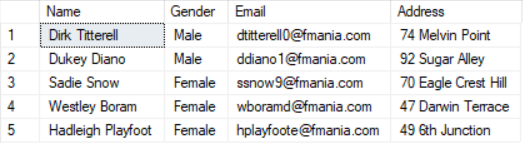 Name Gender Email Address
1 Dirk Titterell Male dtitterell0@fmania.com 74 Melvin Point
2 Dukey Diano Male ddiano1@fmania.com 92 Sugar Alley
3 Sadie Snow Female ssnow9@fmania.com 70 Eagle Crest Hill
4 Westley Boram Female wboramd@fmania.com 47 Darwin Terrace
5 Hadleigh Playfoot Female hplayfoote@fmania.com 49 6th Junction